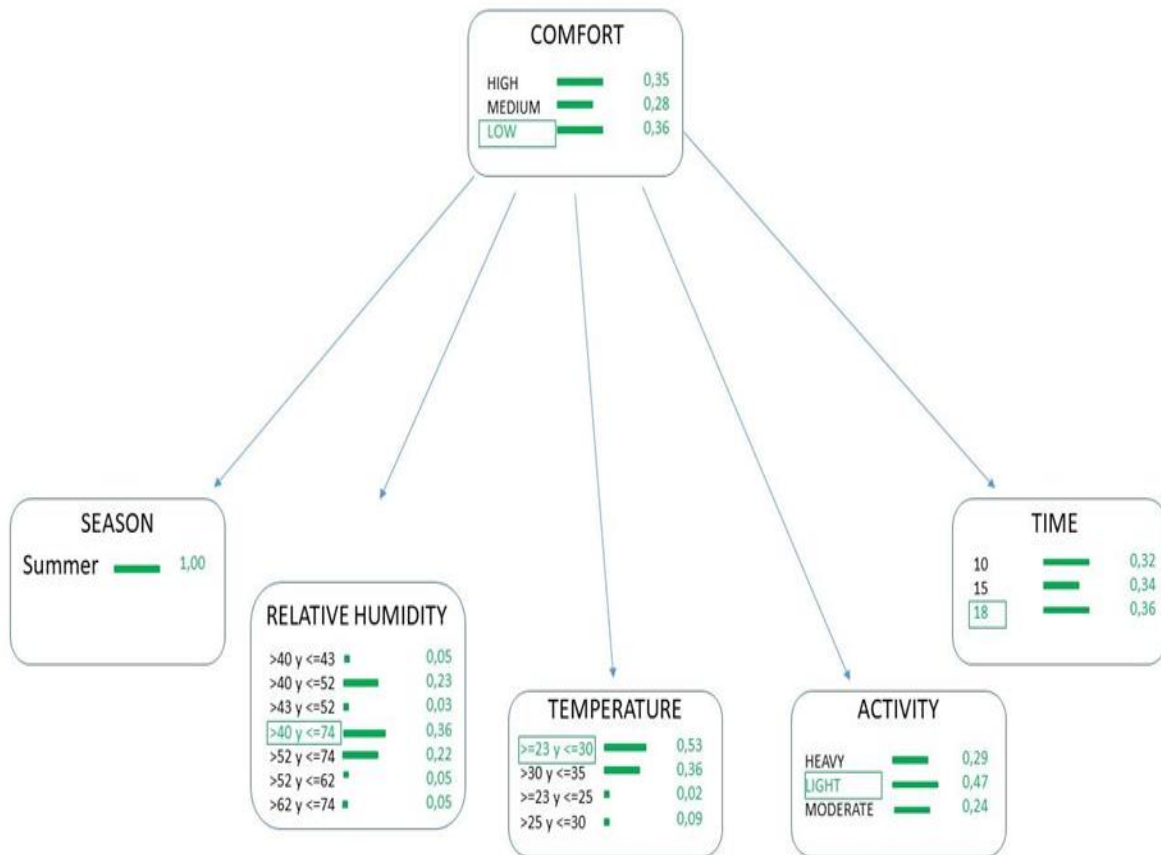 COMFORT
HIGH 0,35
MEDIUM 0,28
LOW 0,36
SEASON
Summer 1,00
RELATIVE HUMIDITY
>40 y <=43 0,05
>40 y <=52 0,23
>43 y <=52 0,03
>40 y <=74 0,36
>52 y <=74 0,22
>52 y <=62 0,05
>62 y <=74 0,05
TEMPERATURE
>=23 y <=30 0,53
>30 y <=35 0,36
>=23 y <=25 0,02
>25 y <=30 0,09
ACTIVITY
HEAVY 0,29
LIGHT 0,47
MODERATE 0,24
TIME
10 0,32
15 0,34
18 0,36